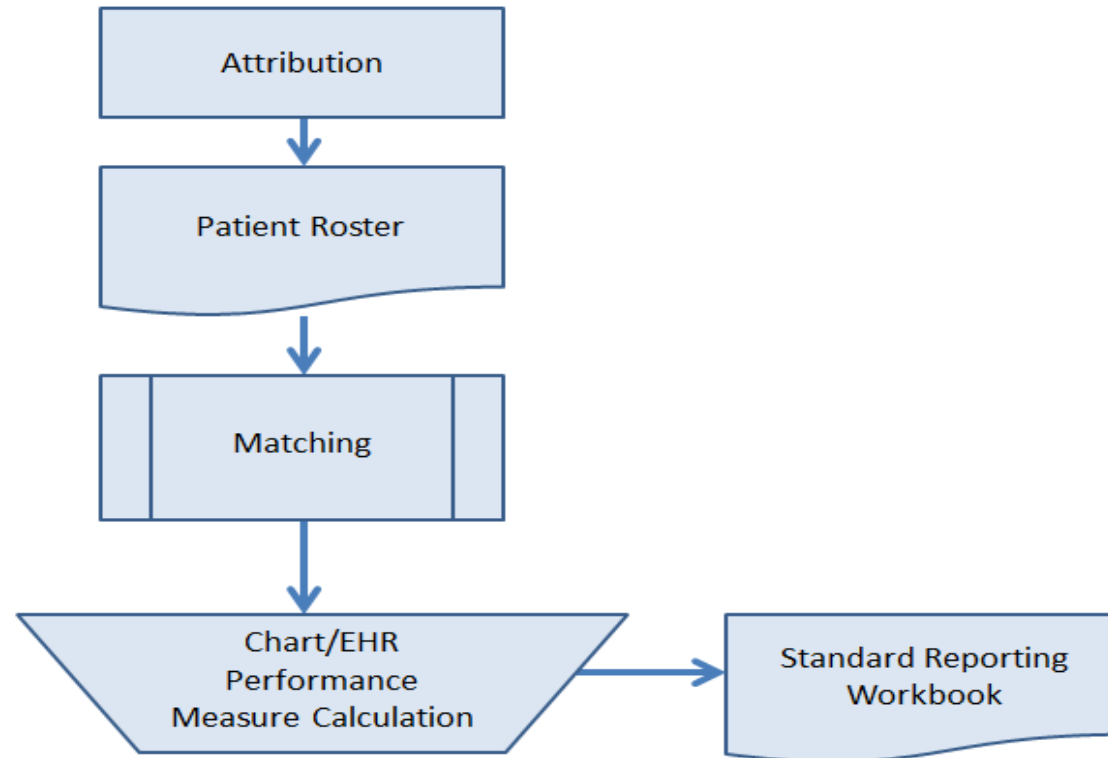 Attribution
Patient Roster
Matching
Chart/EHR
Performance
Measure Calculation
Standard Reporting
Workbook